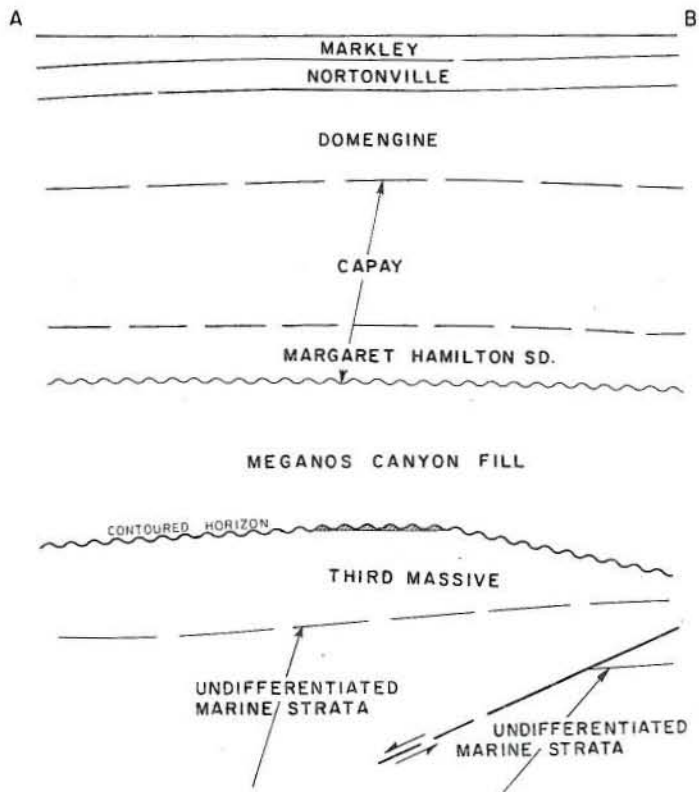 A
B
MARKLEY
NORTONVILLE
DOMENGINE
CAPAY
MARGARET HAMILTON SD.
MEGANOS CANYON FILL
CONTOURED HORIZON
THIRD MASSIVE
UNDIFFERENTIATED
MARINE STRATA
UNDIFFERENTIATED
MARINE STRATA